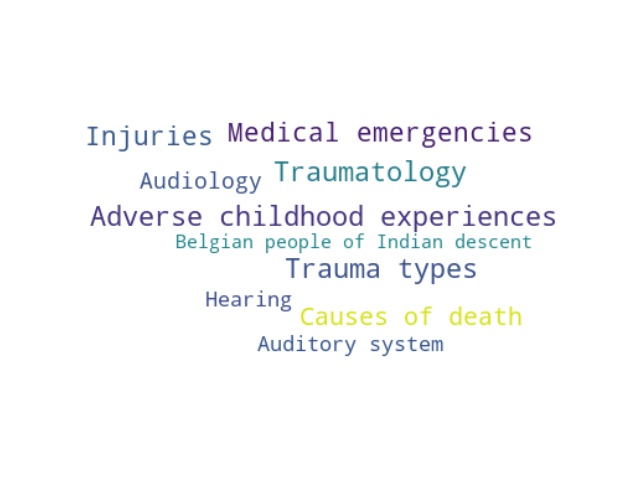 Injuries
Medical emergencies
Audiology
Traumatology
Adverse childhood experiences
Belgian people of Indian descent
Trauma types
Hearing
Causes of death
Auditory system